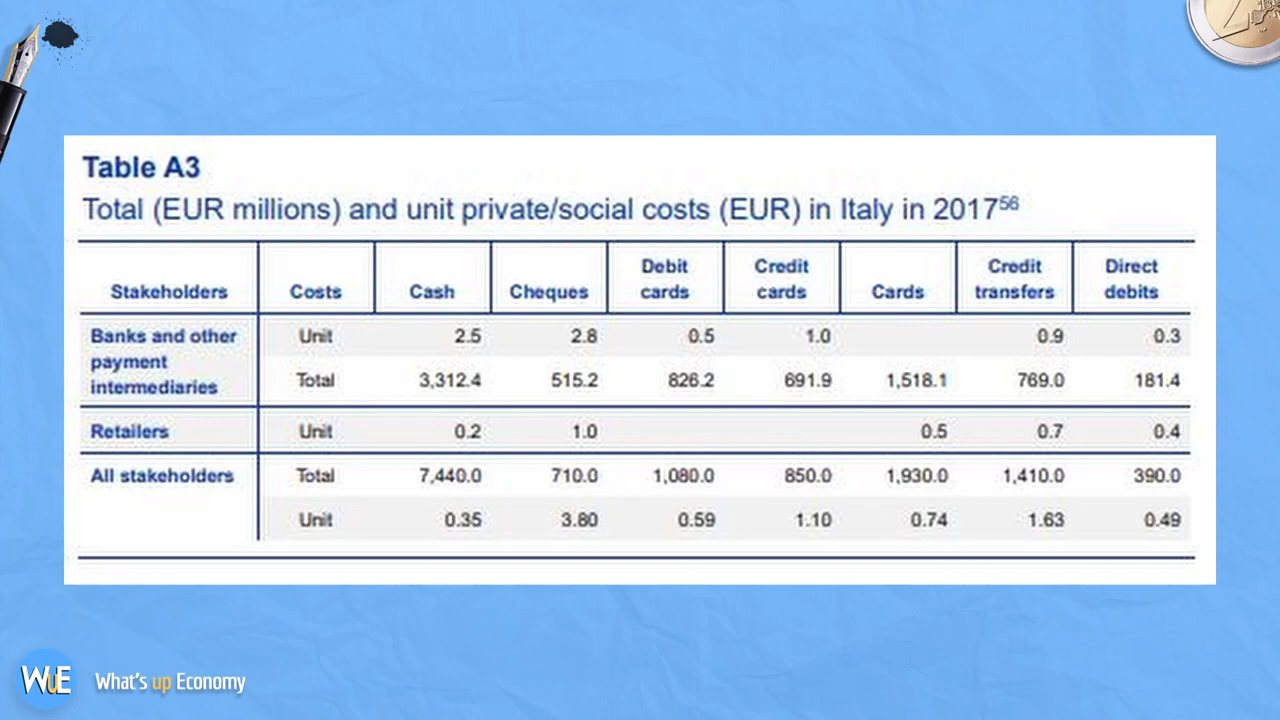 Table A3
Total (EUR millions) and unit private/social costs (EUR) in Italy in 2017⁵⁶
Stakeholders Costs Cash Cheques Debit cards Credit cards Cards Credit transfers Direct debits
Banks and other payment intermediaries Unit 2.5 2.8 0.5 1.0 0.9 0.3
Total 3,312.4 515.2 826.2 691.9 1,518.1 769.0 181.4
Retailers Unit 0.2 1.0 0.5 0.7 0.4
All stakeholders Total 7,440.0 710.0 1,080.0 850.0 1,930.0 1,410.0 390.0
Unit 0.35 3.80 0.59 1.10 0.74 1.63 0.49
WuE What's up Economy